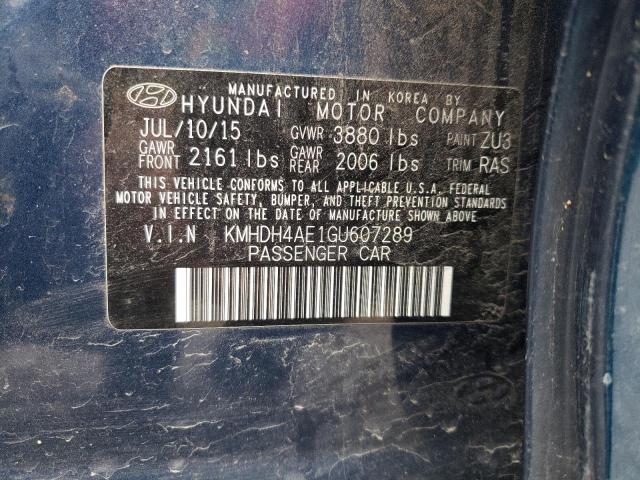 MANUFACTURED IN KOREA BY
HYUNDAI MOTOR COMPANY
JUL/10/15 GVWR 3880 lbs PAINT ZU3
GAWR FRONT 2161 lbs GAWR REAR 2006 lbs TRIM RAS
THIS VEHICLE CONFORMS TO ALL APPLICABLE U.S.A. FEDERAL
MOTOR VEHICLE SAFETY, BUMPER, AND THEFT PREVENTION
STANDARDS IN EFFECT ON THE DATE OF MANUFACTURE SHOWN ABOVE.
V.I.N KMHDH4AE1GU607289
PASSENGER CAR